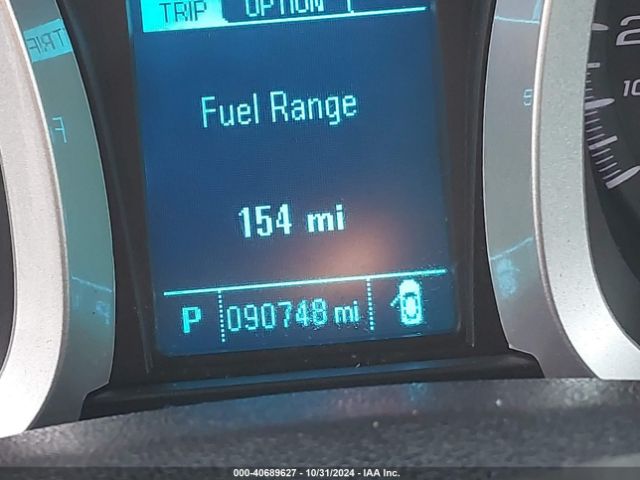 TRIP OPTION
Fuel Range
154 mi
P 090748 mi
000-40689627 - 10/31/2024 - IAA Inc.